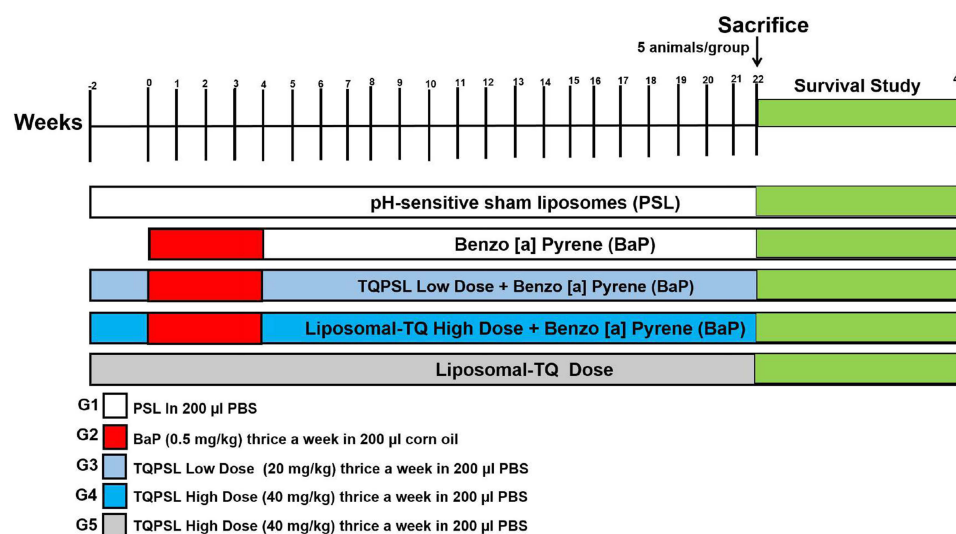 Sacrifice
5 animals/group
-2 0 1 2 3 4 5 6 7 8 9 10 11 12 13 14 15 16 17 18 19 20 21 22
Survival Study
Weeks
pH-sensitive sham liposomes (PSL)
Benzo [a] Pyrene (BaP)
TQPSL Low Dose + Benzo [a] Pyrene (BaP)
Liposomal-TQ High Dose + Benzo [a] Pyrene (BaP)
Liposomal-TQ Dose
G1 PSL In 200 µl PBS
G2 BaP (0.5 mg/kg) thrice a week in 200 µl corn oil
G3 TQPSL Low Dose (20 mg/kg) thrice a week in 200 µl PBS
G4 TQPSL High Dose (40 mg/kg) thrice a week in 200 µl PBS
G5 TQPSL High Dose (40 mg/kg) thrice a week in 200 µl PBS